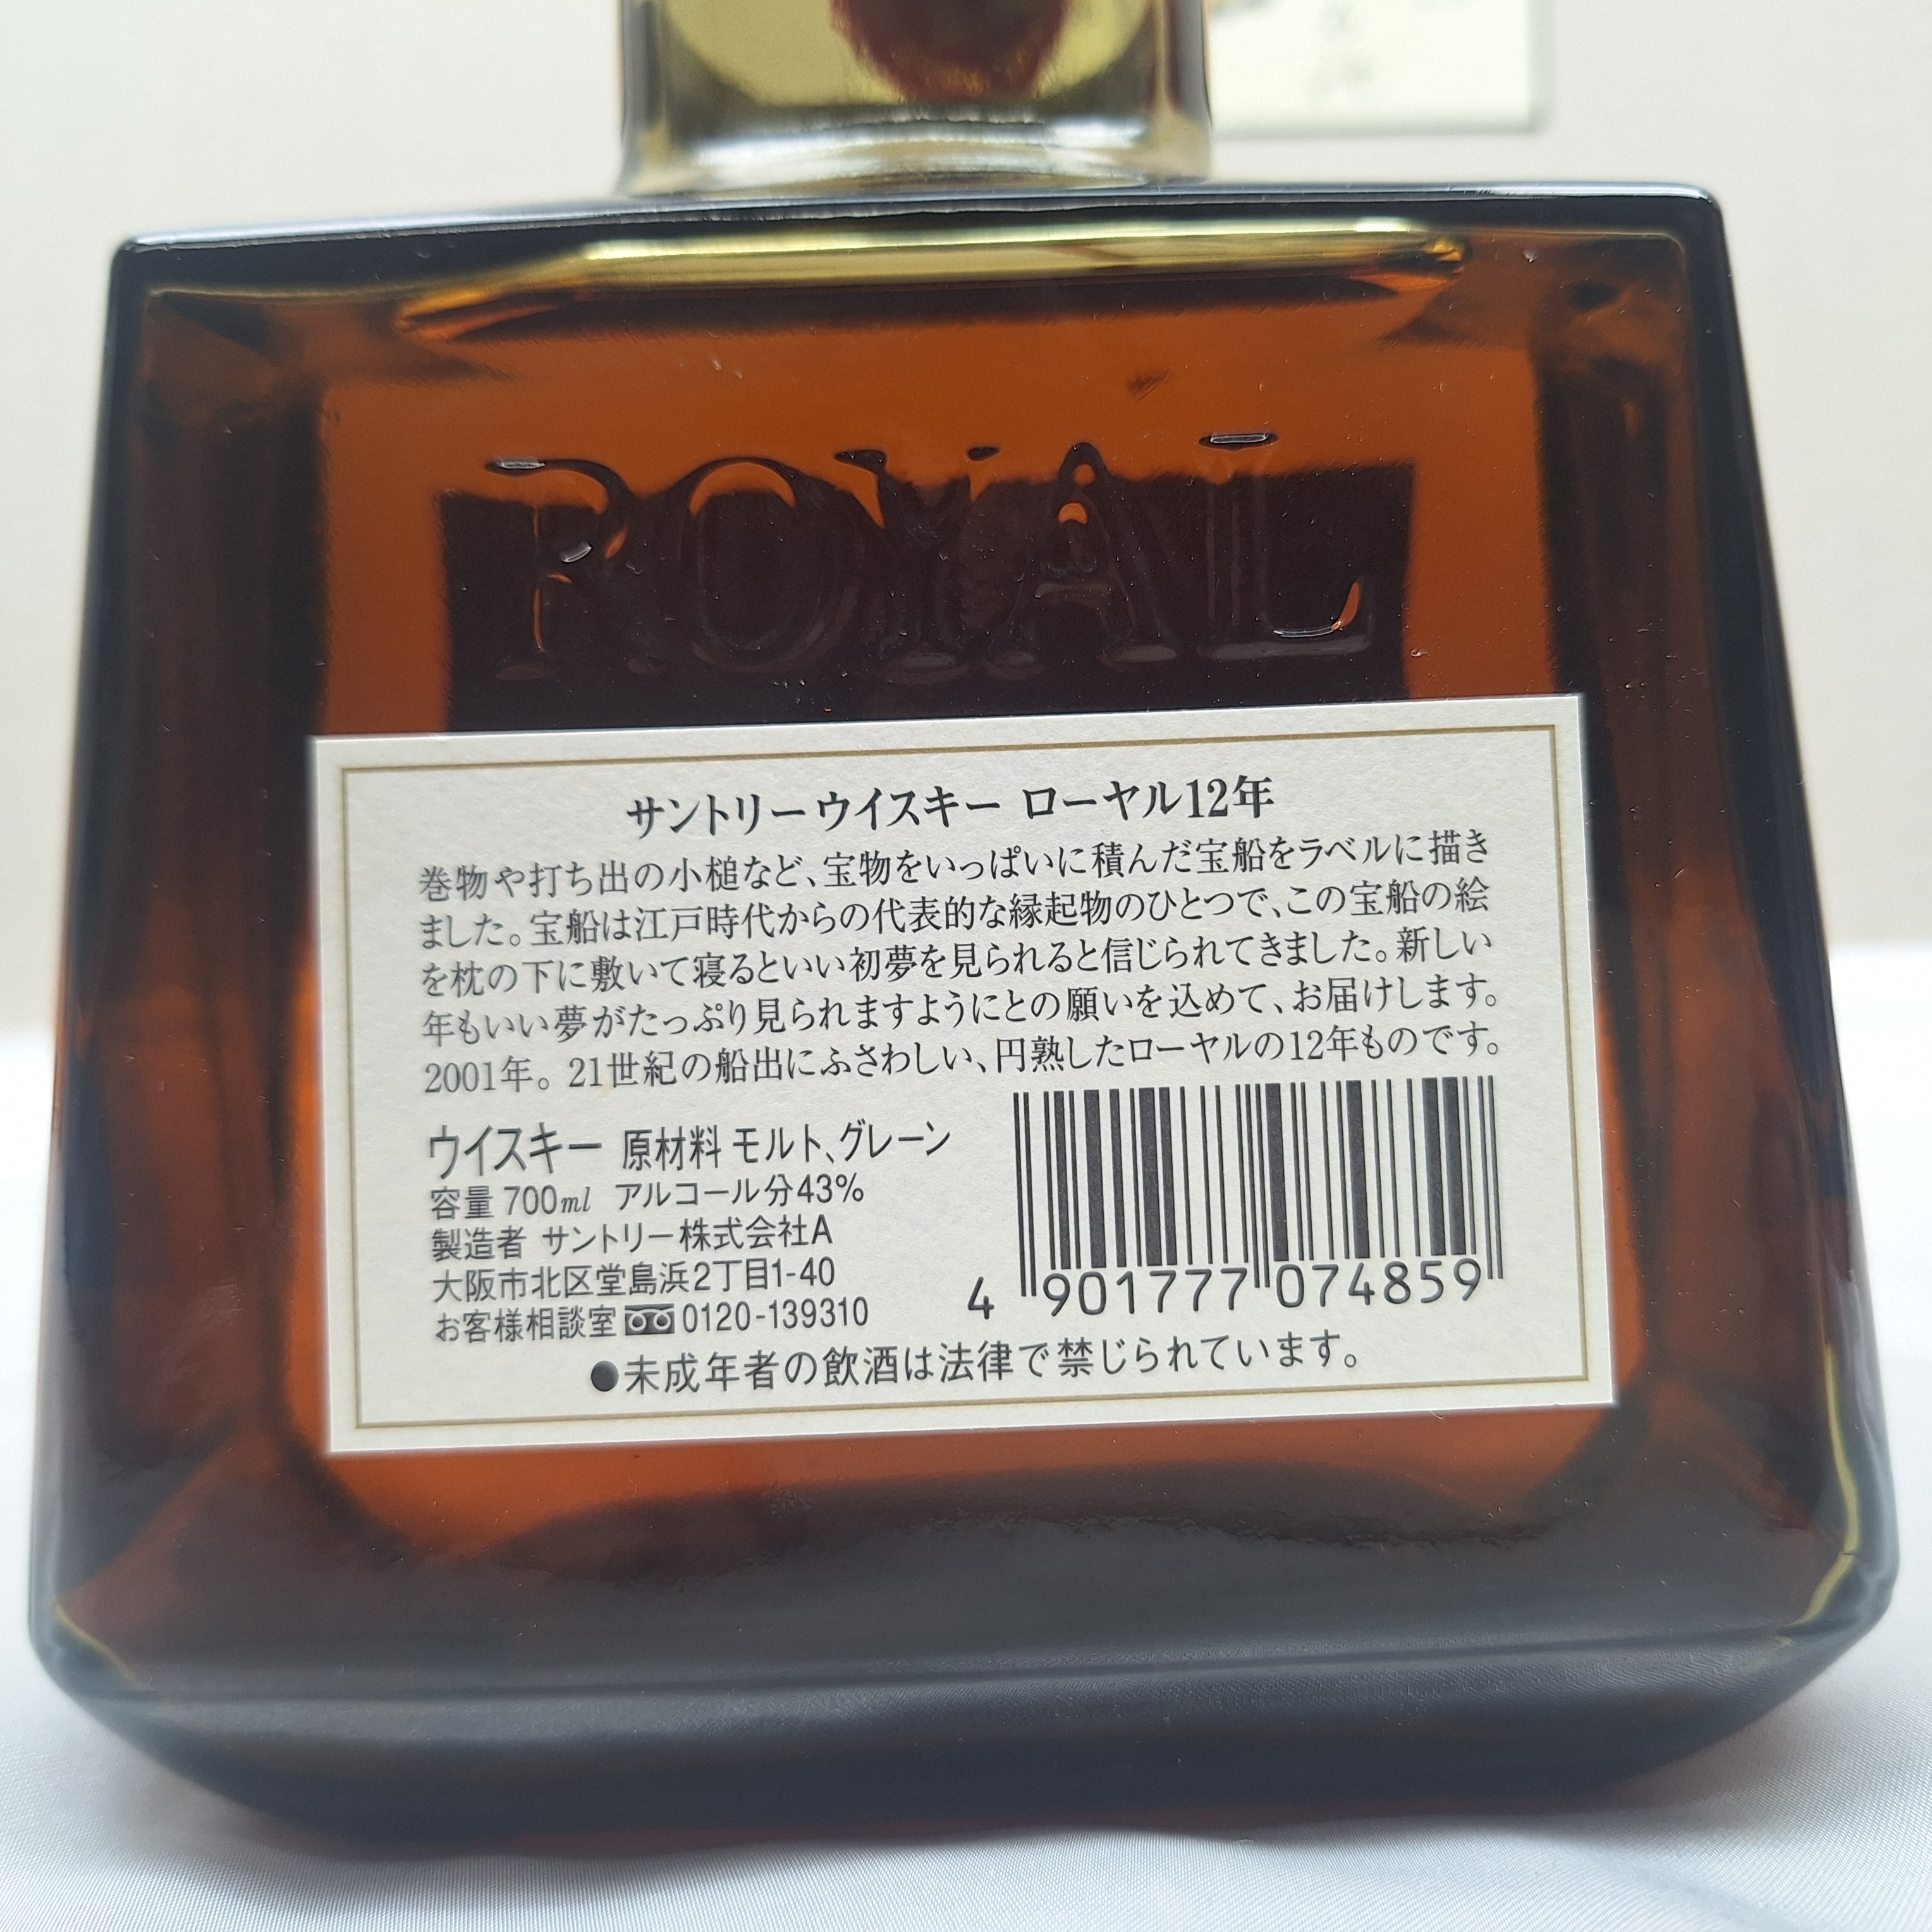 ROYAL
サントリーウイスキー ローヤル12年
巻物や打ち出の小槌など、宝物をいっぱいに積んだ宝船をラベルに描き
ました。宝船は江戸時代からの代表的な縁起物のひとつで、この宝船の絵
を枕の下に敷いて寝るといい初夢を見られると信じられてきました。新しい
年もいい夢がたっぷり見られますようにとの願いを込めて、お届けします。
2001年。21世紀の船出にふさわしい、円熟したローヤルの12年ものです。
ウイスキー 原材料 モルト、グレーン
容量 700ml アルコール分43%
製造者 サントリー株式会社A
大阪市北区堂島浜2丁目1-40
お客様相談室 0120-139310
4 901777 074859
●未成年者の飲酒は法律で禁じられています。